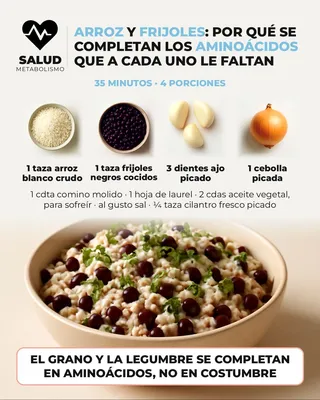 SALUD
METABOLISMO
ARROZ Y FRIJOLES: POR QUÉ SE
COMPLETAN LOS AMINOÁCIDOS
QUE A CADA UNO LE FALTAN
35 MINUTOS · 4 PORCIONES
1 taza arroz
blanco crudo
1 taza frijoles
negros cocidos
3 dientes ajo
picado
1 cebolla
picada
1 cdta comino molido · 1 hoja de laurel · 2 cdas aceite vegetal,
para sofreír · al gusto sal · ¼ taza cilantro fresco picado
EL GRANO Y LA LEGUMBRE SE COMPLETAN
EN AMINOÁCIDOS, NO EN COSTUMBRE